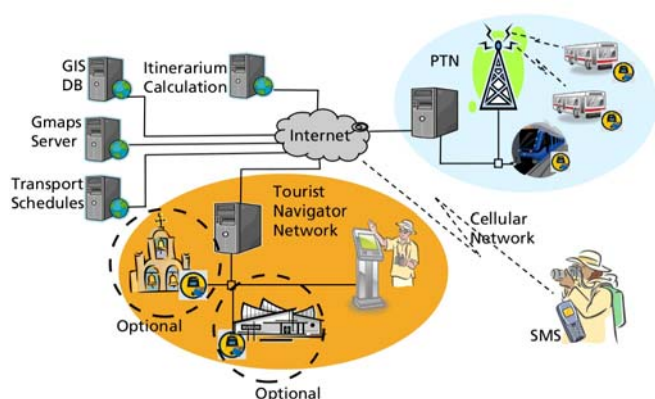 GIS
DB
Itinerarium
Calculation
PTN
Gmaps
Server
Internet
Transport
Schedules
Tourist
Navigator
Network
Cellular
Network
Optional
SMS
Optional